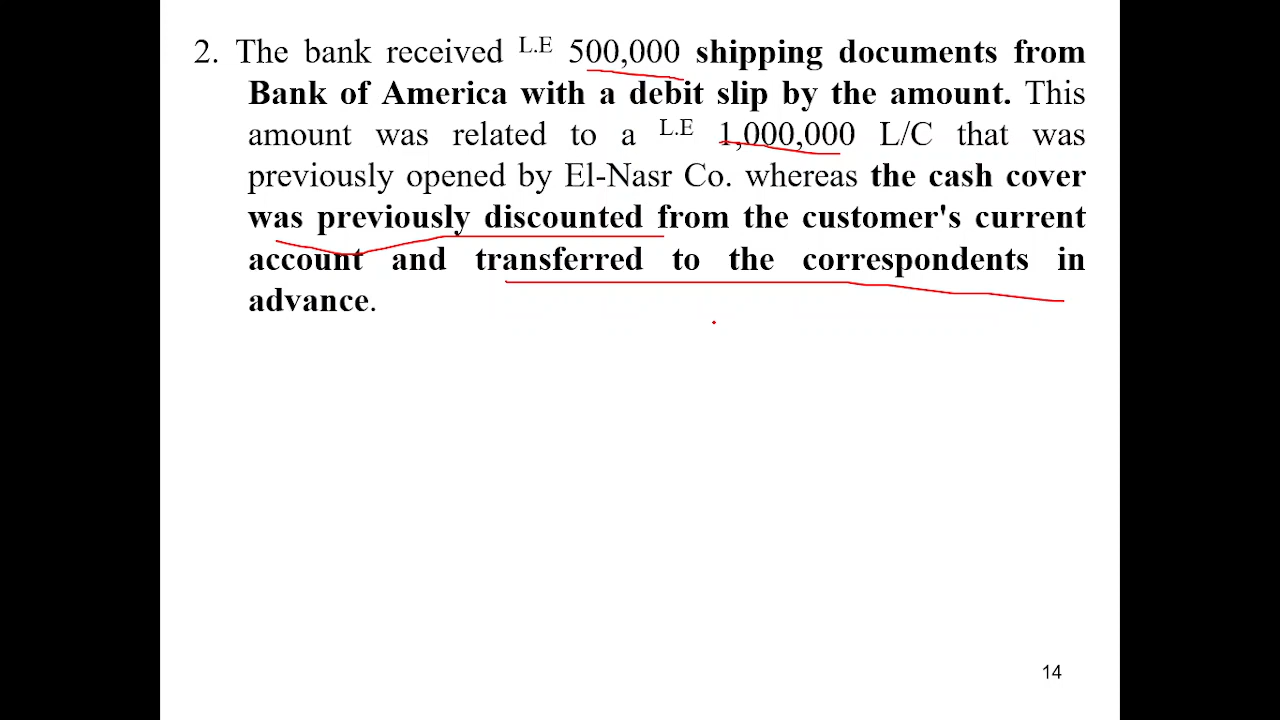 2. The bank received L.E 500,000 shipping documents from
Bank of America with a debit slip by the amount. This
amount was related to a L.E 1,000,000 L/C that was
previously opened by El-Nasr Co. whereas the cash cover
was previously discounted from the customer's current
account and transferred to the correspondents in
advance.
14